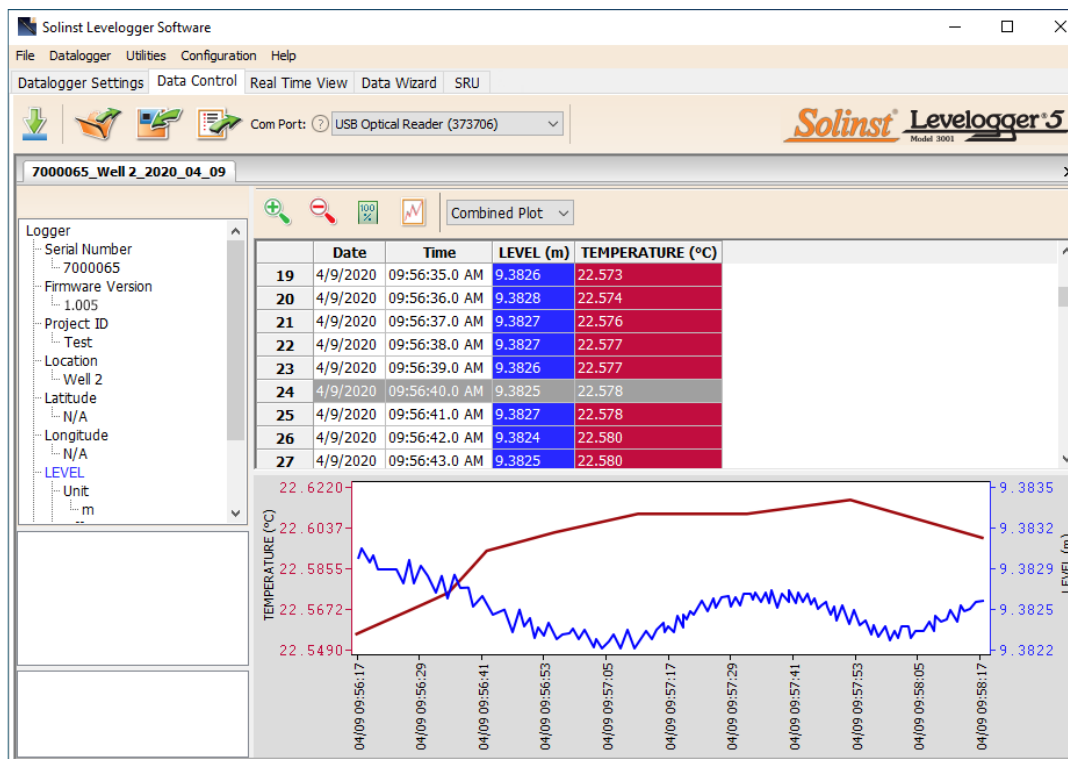 Solinst Levelogger Software
File Datalogger Utilities Configuration Help
Datalogger Settings Data Control Real Time View Data Wizard SRU
Com Port: ? USB Optical Reader (373706)
Solinst Levelogger 5
Model 3001
7000065_Well 2_2020_04_09
100 % Combined Plot
Logger
Serial Number
7000065
Firmware Version
1.005
Project ID
Test
Location
Well 2
Latitude
N/A
Longitude
N/A
LEVEL
Unit
m
Date Time LEVEL (m) TEMPERATURE (ºC)
19 4/9/2020 09:56:35.0 AM 9.3826 22.573
20 4/9/2020 09:56:36.0 AM 9.3828 22.574
21 4/9/2020 09:56:37.0 AM 9.3827 22.576
22 4/9/2020 09:56:38.0 AM 9.3827 22.577
23 4/9/2020 09:56:39.0 AM 9.3826 22.577
24 4/9/2020 09:56:40.0 AM 9.3825 22.578
25 4/9/2020 09:56:41.0 AM 9.3827 22.578
26 4/9/2020 09:56:42.0 AM 9.3824 22.580
27 4/9/2020 09:56:43.0 AM 9.3825 22.580
TEMPERATURE (ºC)
22.6220
22.6037
22.5855
22.5672
22.5490
9.3835
9.3832
9.3829
9.3825
9.3822
LEVEL (m)
04/09 09:56:17
04/09 09:56:29
04/09 09:56:41
04/09 09:56:53
04/09 09:57:05
04/09 09:57:17
04/09 09:57:29
04/09 09:57:41
04/09 09:57:53
04/09 09:58:05
04/09 09:58:17